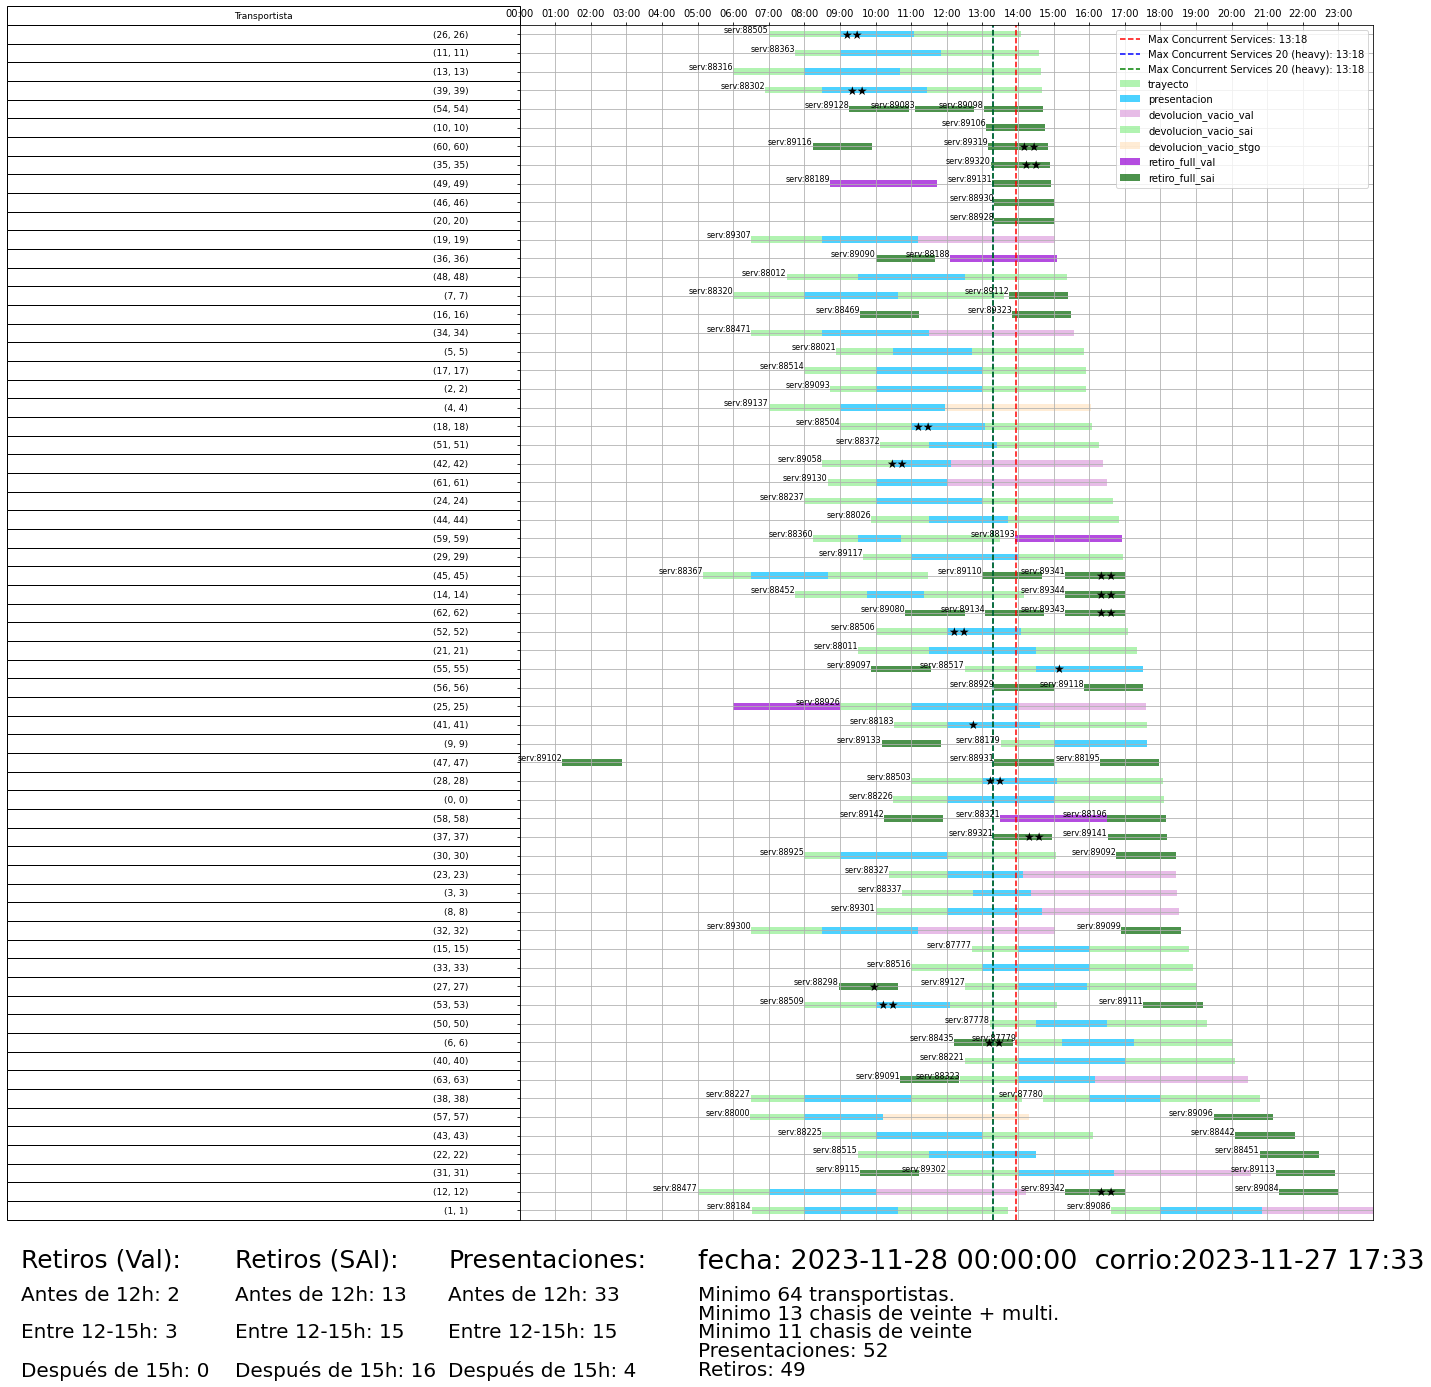 Transportista
00:00 01:00 02:00 03:00 04:00 05:00 06:00 07:00 08:00 09:00 10:00 11:00 12:00 13:00 14:00 15:00 16:00 17:00 18:00 19:00 20:00 21:00 22:00 23:00
Max Concurrent Services: 13:18
Max Concurrent Services 20 (heavy): 13:18
Max Concurrent Services 20 (heavy): 13:18
trayecto
presentacion
devolucion_vacio_val
devolucion_vacio_sai
devolucion_vacio_stgo
retiro_full_val
retiro_full_sai
(26, 26) serv:88505
(11, 11) serv:88363
(13, 13) serv:88316
(39, 39) serv:88302
(54, 54) serv:89128 serv:89083 serv:89098
(10, 10) serv:89106
(60, 60) serv:89116 serv:89319
(35, 35) serv:89320
(49, 49) serv:88189 serv:89131
(46, 46) serv:88930
(20, 20) serv:88928
(19, 19) serv:89307
(36, 36) serv:89090 serv:88188
(48, 48) serv:88012
(7, 7) serv:88320 serv:89112
(16, 16) serv:88469 serv:89323
(34, 34) serv:88471
(5, 5) serv:88021
(17, 17) serv:88514
(2, 2) serv:89093
(4, 4) serv:89137
(18, 18) serv:88504
(51, 51) serv:88372
(42, 42) serv:89058
(61, 61) serv:89130
(24, 24) serv:88237
(44, 44) serv:88026
(59, 59) serv:88360 serv:88193
(29, 29) serv:89117
(45, 45) serv:88367 serv:89110 serv:89341
(14, 14) serv:88452 serv:89344
(62, 62) serv:89080 serv:89134 serv:89343
(52, 52) serv:88506
(21, 21) serv:88011
(55, 55) serv:89097 serv:88517
(56, 56) serv:88929 serv:89118
(25, 25) serv:88926
(41, 41) serv:88183
(9, 9) serv:89133 serv:88179
(47, 47) serv:89102 serv:88931 serv:88195
(28, 28) serv:88503
(0, 0) serv:88226
(58, 58) serv:89142 serv:88321 serv:88196
(37, 37) serv:89321 serv:89141
(30, 30) serv:88925 serv:89092
(23, 23) serv:88327
(3, 3) serv:88337
(8, 8) serv:89301
(32, 32) serv:89300 serv:89099
(15, 15) serv:87777
(33, 33) serv:88516
(27, 27) serv:88298 serv:89127
(53, 53) serv:88509 serv:89111
(50, 50) serv:87778
(6, 6) serv:88435 serv:87779
(40, 40) serv:88221
(63, 63) serv:89091 serv:88323
(38, 38) serv:88227 serv:87780
(57, 57) serv:88000 serv:89096
(43, 43) serv:88225 serv:88442
(22, 22) serv:88515 serv:88451
(31, 31) serv:89115 serv:89302 serv:89113
(12, 12) serv:88477 serv:89342 serv:89084
(1, 1) serv:88184 serv:89086
Retiros (Val): Retiros (SAI): Presentaciones: fecha: 2023-11-28 00:00:00 corrio:2023-11-27 17:33
Antes de 12h: 2 Antes de 12h: 13 Antes de 12h: 33 Minimo 64 transportistas.
Minimo 13 chasis de veinte + multi.
Entre 12-15h: 3 Entre 12-15h: 15 Entre 12-15h: 15 Minimo 11 chasis de veinte
Presentaciones: 52
Después de 15h: 0 Después de 15h: 16 Después de 15h: 4 Retiros: 49